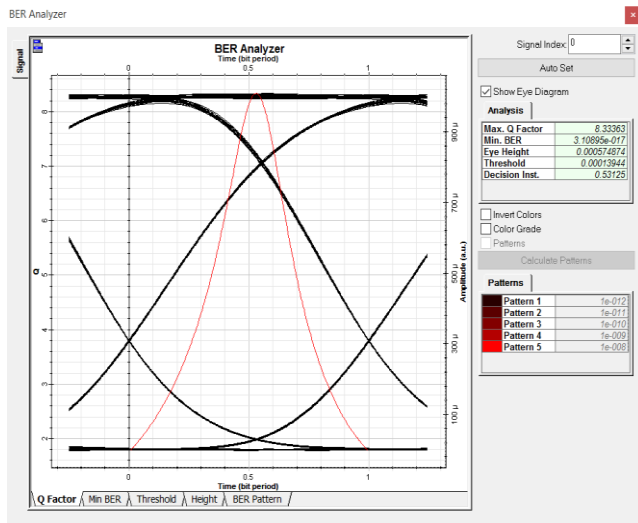 BER Analyzer
×
Signal
BER Analyzer
Time (bit period)
0 0.5 1
Q
8
7
6
5
4
3
2
Amplitude (a.u.)
900 µ
700 µ
500 µ
300 µ
100 µ
0 0.5 1
Time (bit period)
Q Factor Min BER Threshold Height BER Pattern
Signal Index: 0
Auto Set
Show Eye Diagram
Analysis
Max. Q Factor 8.33363
Min. BER 3.10895e-017
Eye Height 0.000574874
Threshold 0.00013944
Decision Inst. 0.53125
Invert Colors
Color Grade
Patterns
Calculate Patterns
Patterns
Pattern 1 1e-012
Pattern 2 1e-011
Pattern 3 1e-010
Pattern 4 1e-009
Pattern 5 1e-008